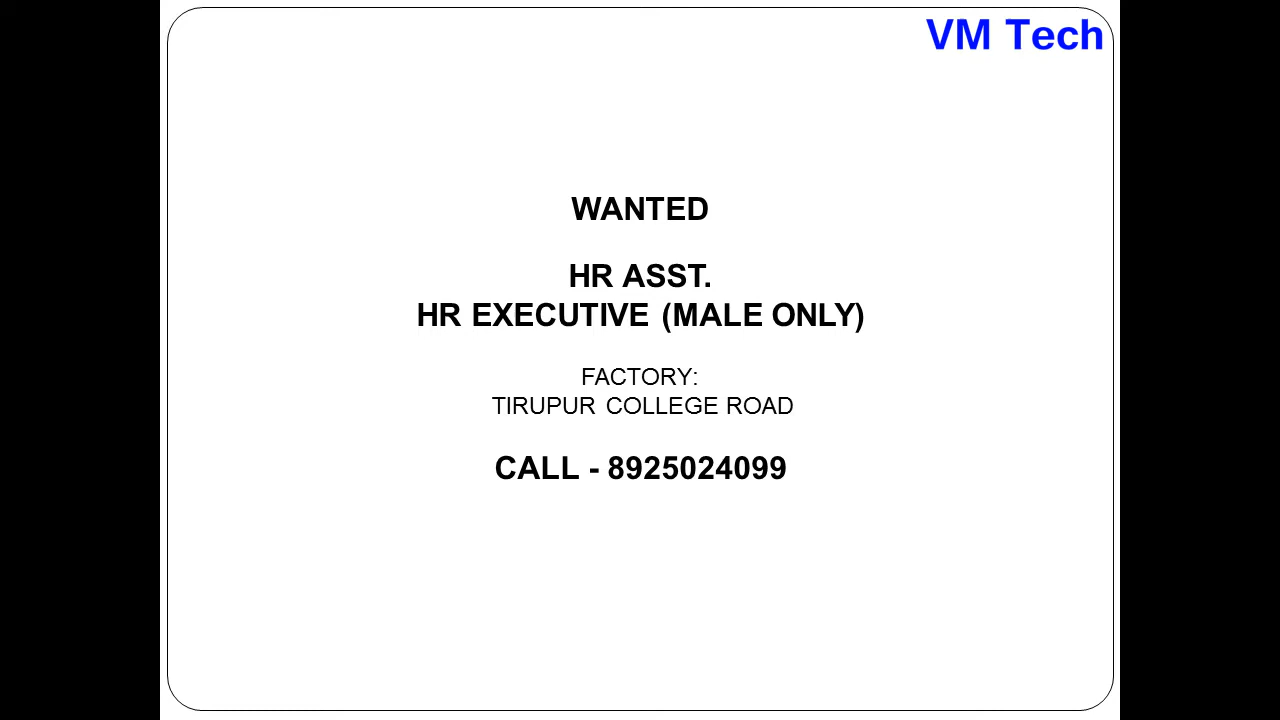 VM Tech
WANTED
HR ASST.
HR EXECUTIVE (MALE ONLY)
FACTORY:
TIRUPUR COLLEGE ROAD
CALL - 8925024099